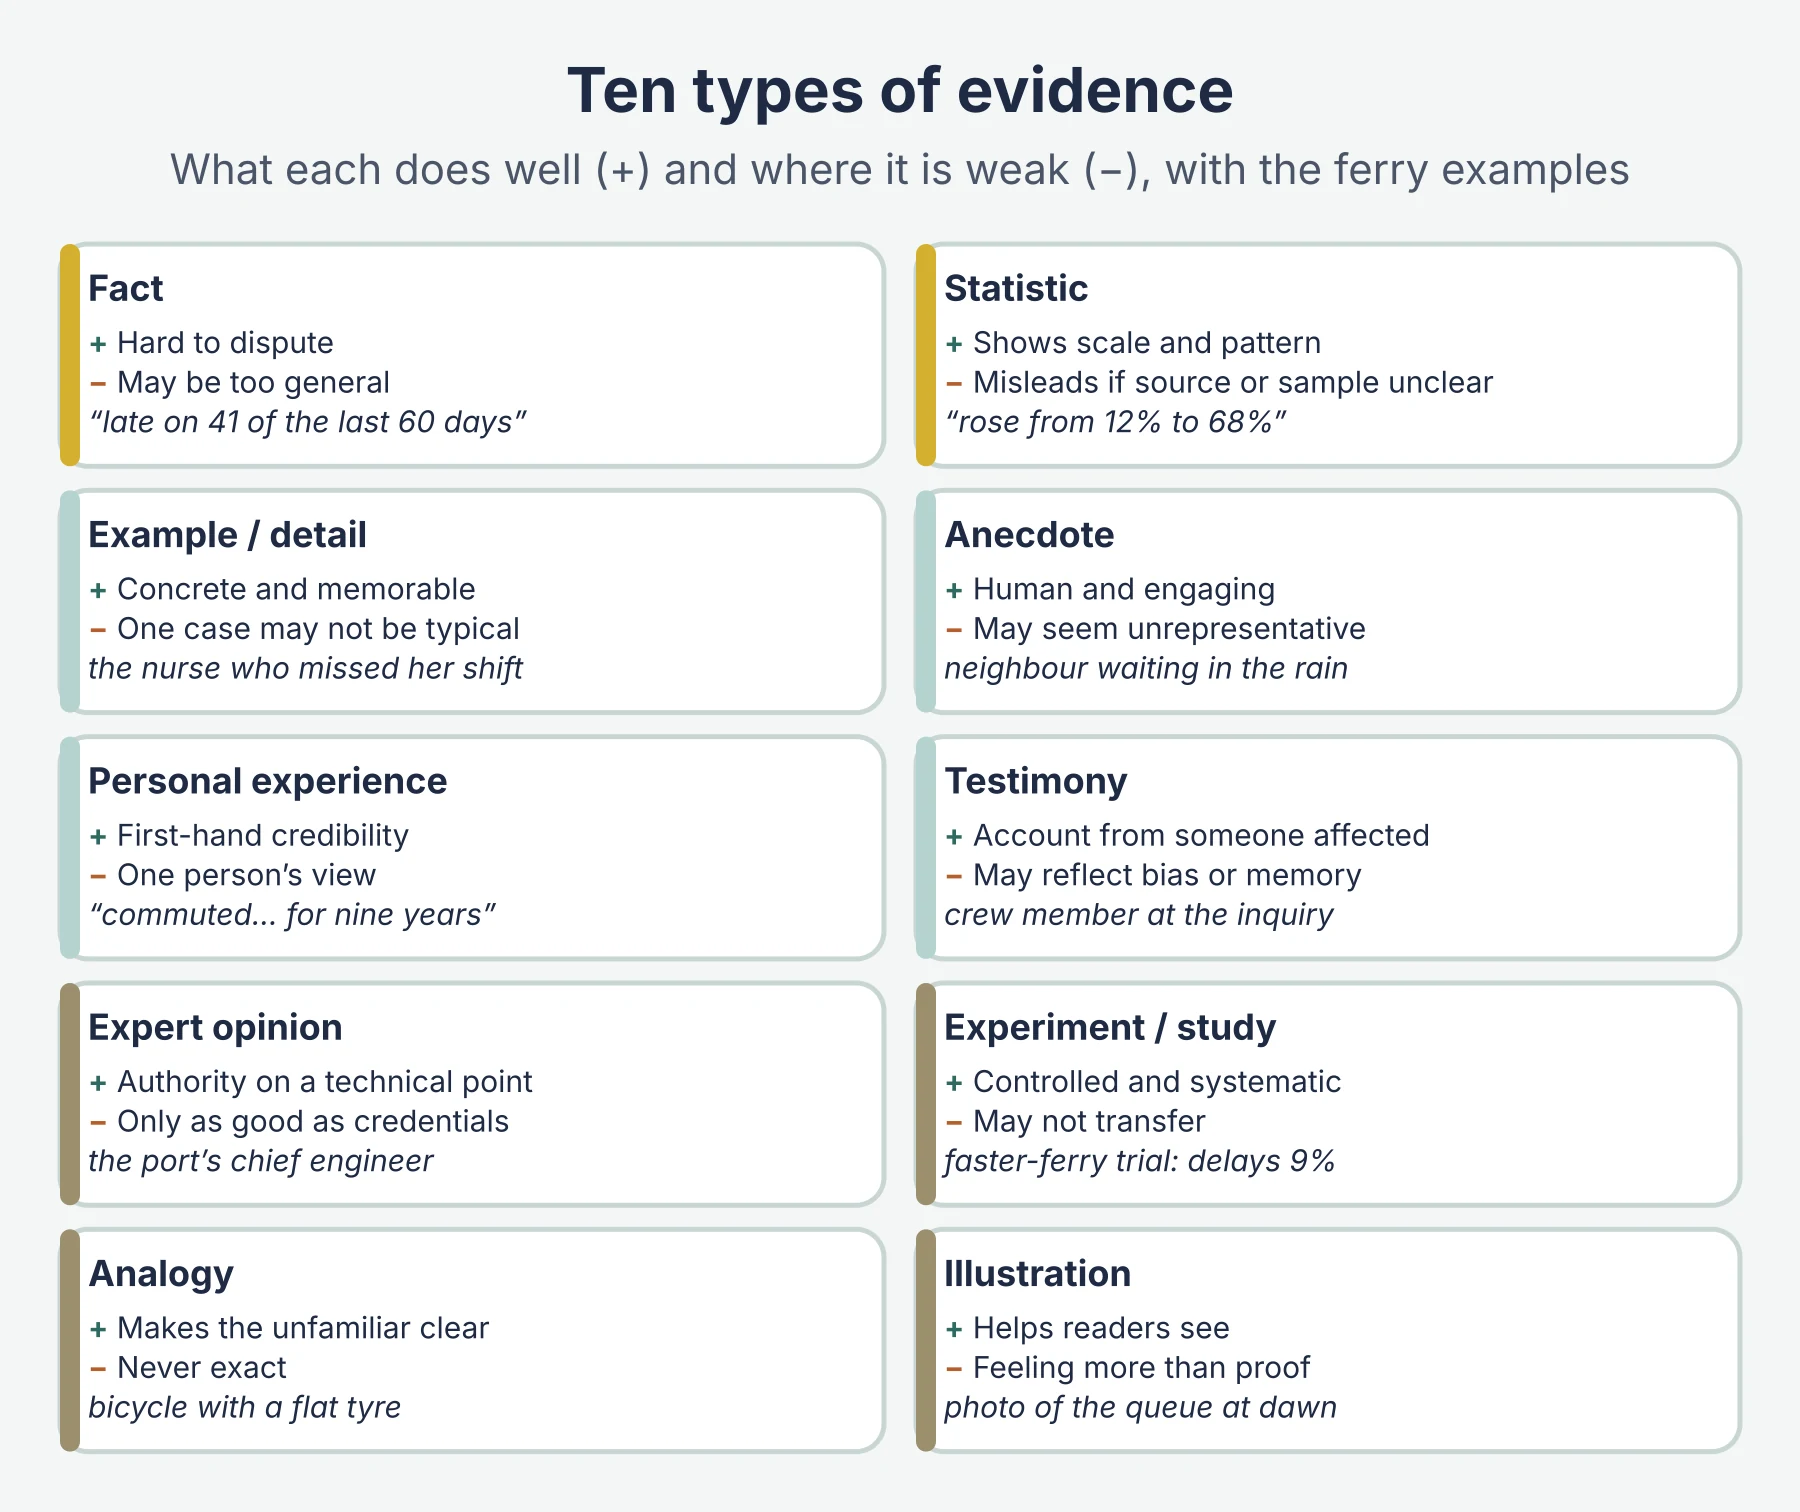 Ten types of evidence
What each does well (+) and where it is weak (−), with the ferry examples
Fact
+ Hard to dispute
− May be too general
“late on 41 of the last 60 days”
Statistic
+ Shows scale and pattern
− Misleads if source or sample unclear
“rose from 12% to 68%”
Example / detail
+ Concrete and memorable
− One case may not be typical
the nurse who missed her shift
Anecdote
+ Human and engaging
− May seem unrepresentative
neighbour waiting in the rain
Personal experience
+ First-hand credibility
− One person’s view
“commuted… for nine years”
Testimony
+ Account from someone affected
− May reflect bias or memory
crew member at the inquiry
Expert opinion
+ Authority on a technical point
− Only as good as credentials
the port’s chief engineer
Experiment / study
+ Controlled and systematic
− May not transfer
faster-ferry trial: delays 9%
Analogy
+ Makes the unfamiliar clear
− Never exact
bicycle with a flat tyre
Illustration
+ Helps readers see
− Feeling more than proof
photo of the queue at dawn